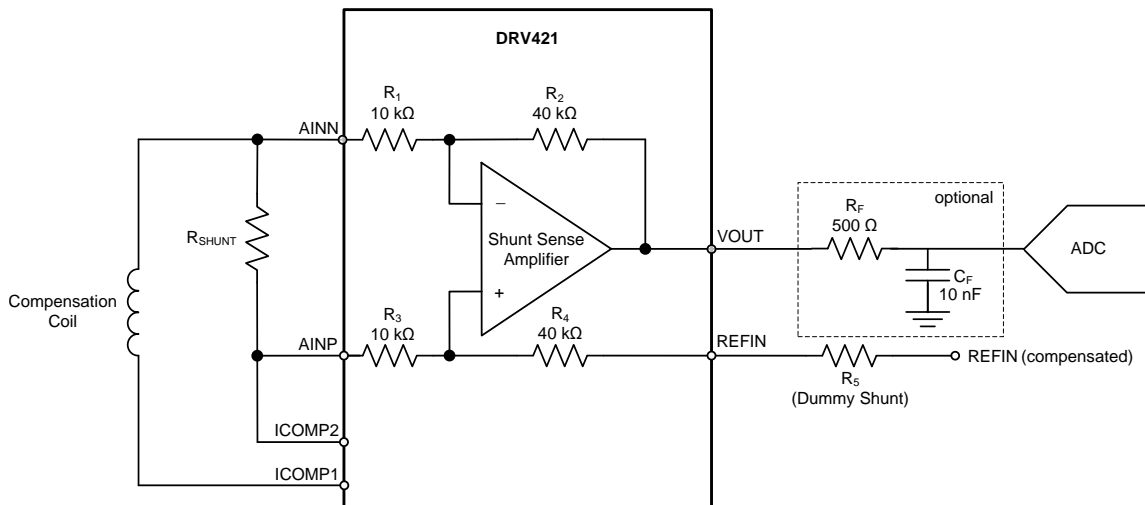 DRV421
R1
10 kΩ
R2
40 kΩ
AINN
optional
RSHUNT
−
Shunt Sense
Amplifier
+
VOUT
RF
500 Ω
ADC
CF
10 nF
Compensation
Coil
R3
10 kΩ
R4
40 kΩ
AINP
REFIN
REFIN (compensated)
R5
(Dummy Shunt)
ICOMP2
ICOMP1